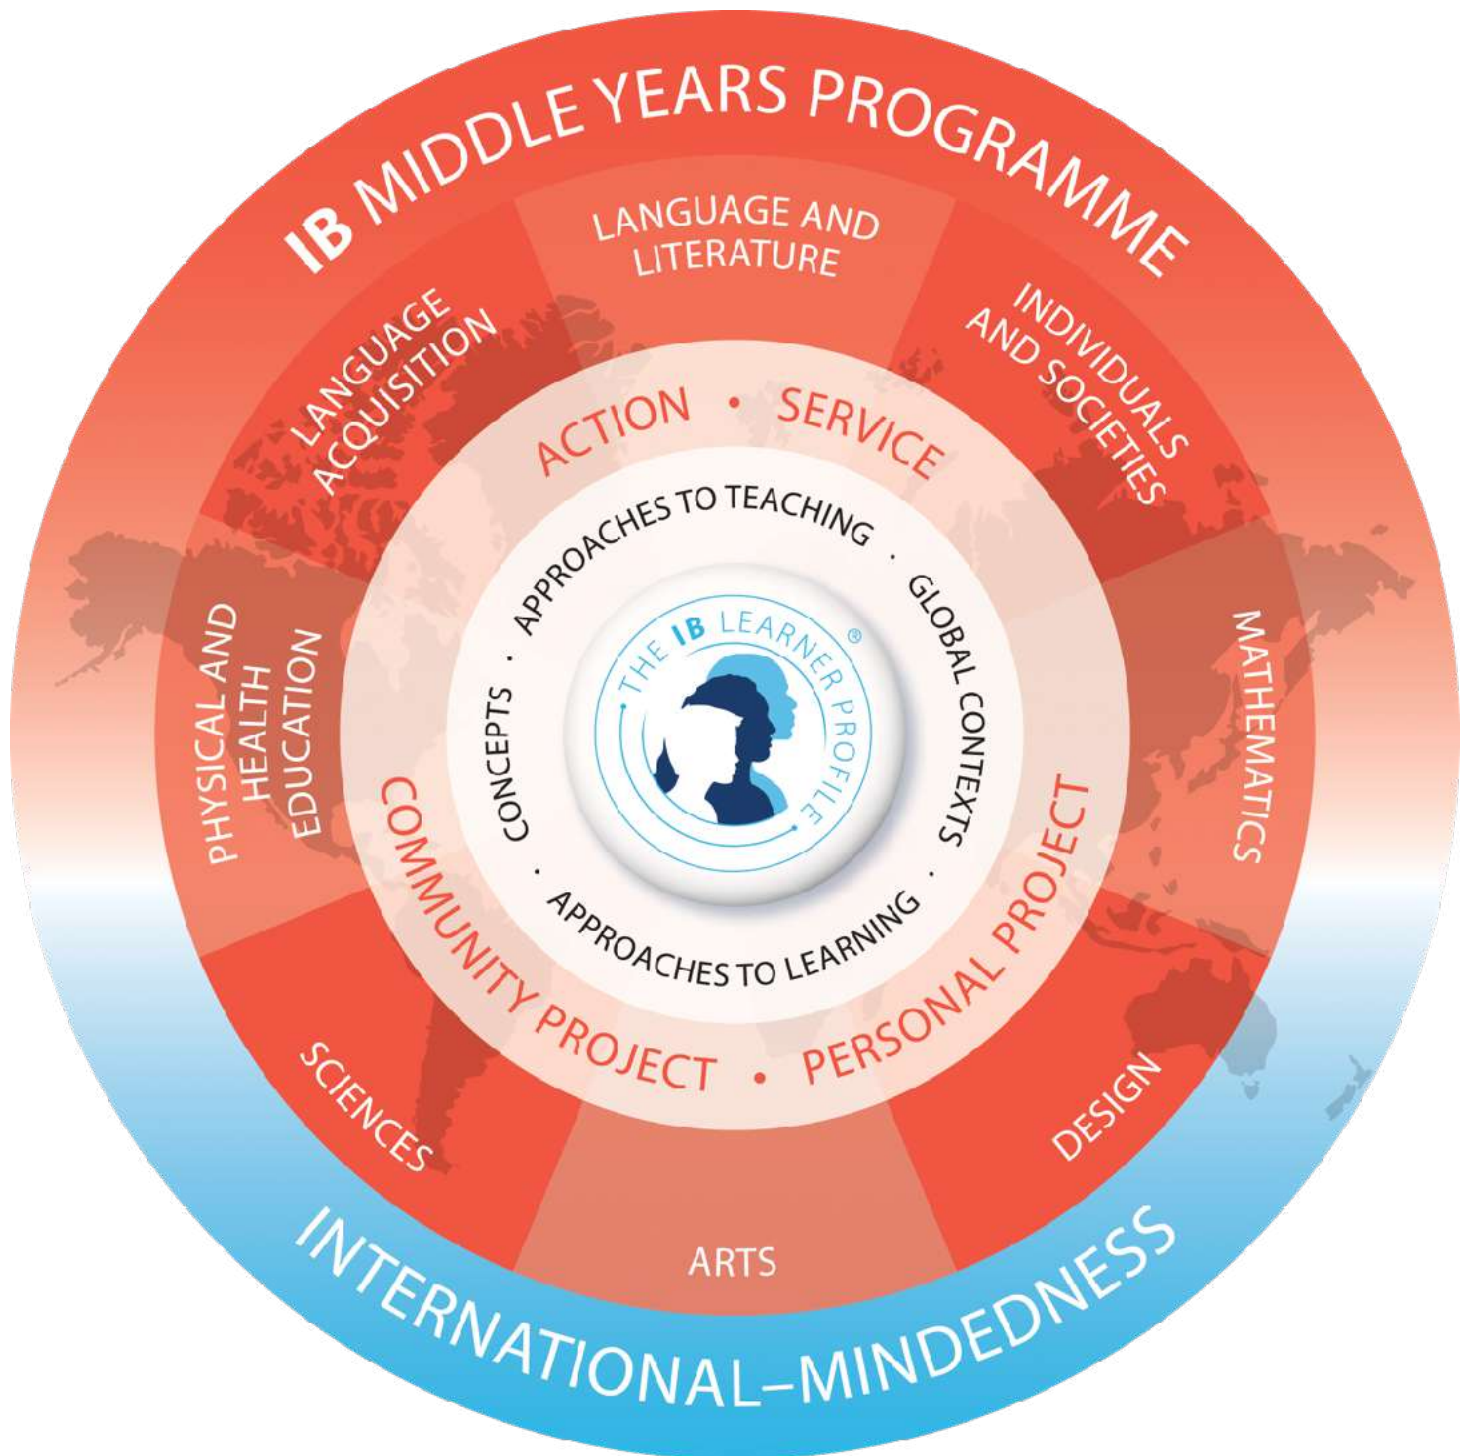 IB MIDDLE YEARS PROGRAMME
LANGUAGE AND
LITERATURE
INDIVIDUALS
AND SOCIETIES
MATHEMATICS
DESIGN
ARTS
SCIENCES
PHYSICAL AND
HEALTH
EDUCATION
LANGUAGE
ACQUISITION
ACTION • SERVICE
PERSONAL PROJECT
•
COMMUNITY PROJECT
APPROACHES TO TEACHING ·
GLOBAL CONTEXTS ·
APPROACHES TO LEARNING ·
CONCEPTS ·
THE IB LEARNER PROFILE ®
INTERNATIONAL–MINDEDNESS